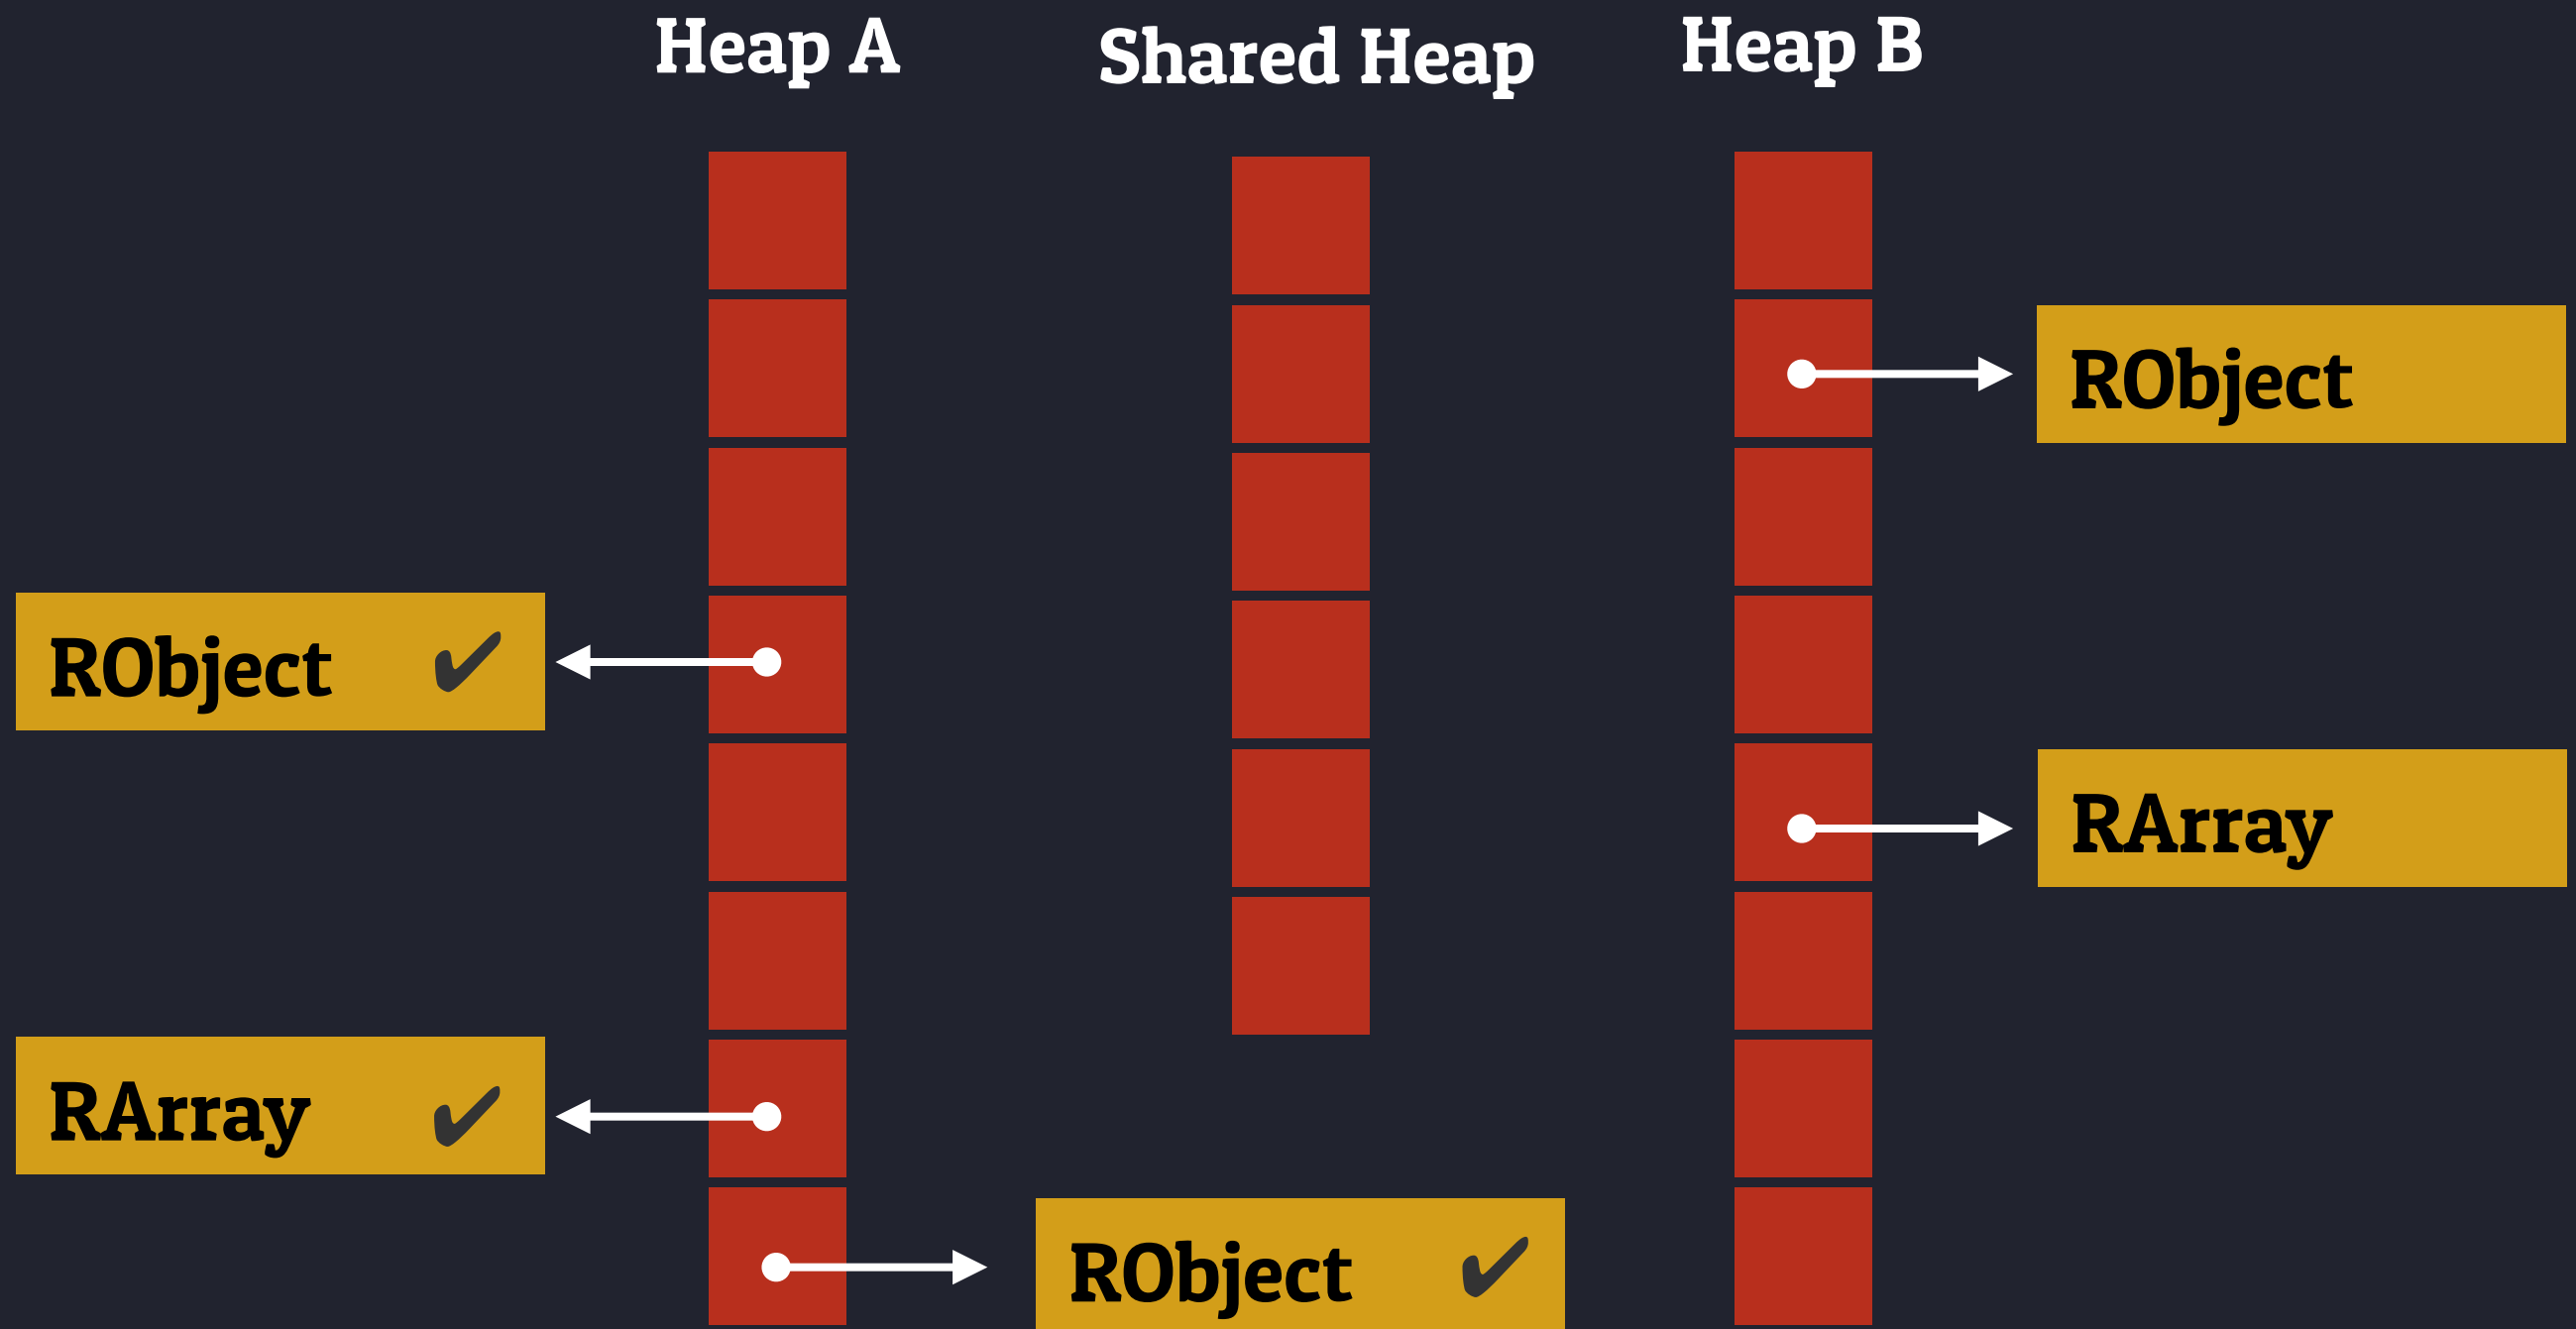 Heap A
Shared Heap
Heap B
RObject
RObject ✔
RArray
RArray ✔
RObject ✔